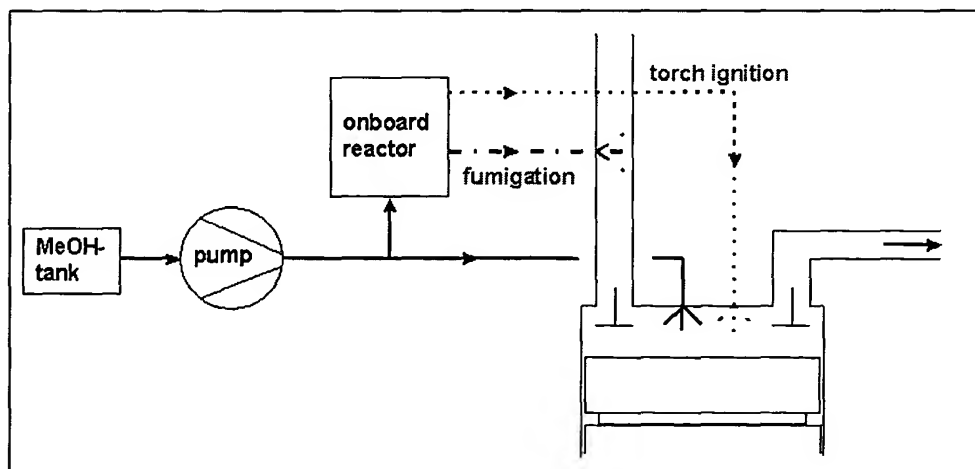 torch ignition
onboard
reactor
fumigation
MeOH-
tank
pump